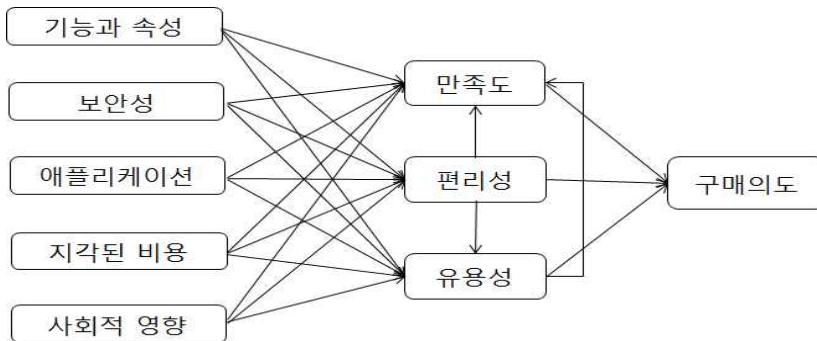 기능과 속성
보안성
애플리케이션
지각된 비용
사회적 영향
만족도
편리성
유용성
구매의도